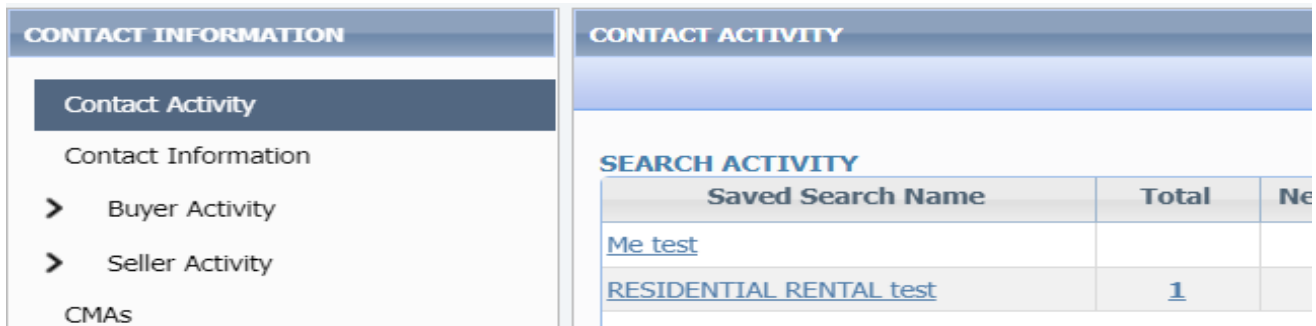 CONTACT INFORMATION
Contact Activity
Contact Information
Buyer Activity
Seller Activity
CMAs
CONTACT ACTIVITY
SEARCH ACTIVITY
Saved Search Name Total Ne
Me test
RESIDENTIAL RENTAL test 1